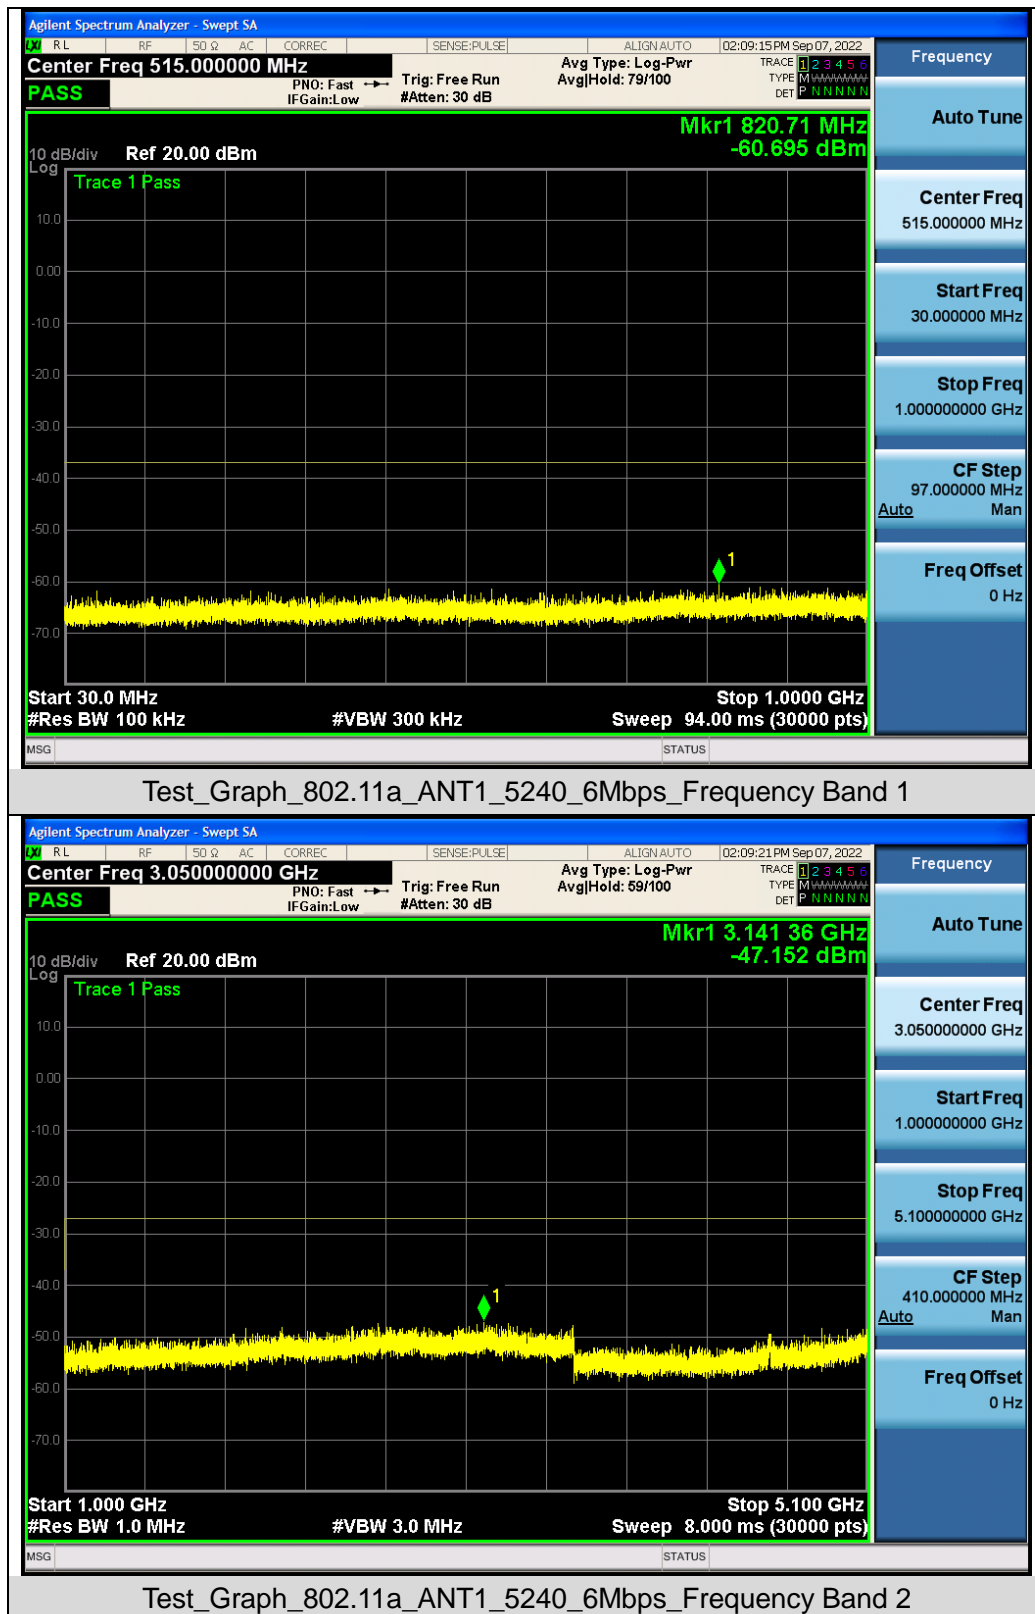 Agilent Spectrum Analyzer - Swept SA
LXI RL RF 50 Ω AC CORREC SENSE:PULSE ALIGN AUTO 02:09:15 PM Sep 07, 2022
Center Freq 515.000000 MHz
PASS
PNO: Fast
IFGain:Low
Trig: Free Run
#Atten: 30 dB
Avg Type: Log-Pwr
Avg|Hold: 79/100
TRACE 1 2 3 4 5 6
TYPE M
DET P N N N N N
Mkr1 820.71 MHz
-60.695 dBm
10 dB/div Ref 20.00 dBm
Log
Trace 1 Pass
10.0
0.00
-10.0
-20.0
-30.0
-40.0
-50.0
-60.0
-70.0
1
Start 30.0 MHz Stop 1.0000 GHz
#Res BW 100 kHz #VBW 300 kHz Sweep 94.00 ms (30000 pts)
MSG STATUS
Frequency
Auto Tune
Center Freq
515.000000 MHz
Start Freq
30.000000 MHz
Stop Freq
1.000000000 GHz
CF Step
97.000000 MHz
Auto Man
Freq Offset
0 Hz
Test_Graph_802.11a_ANT1_5240_6Mbps_Frequency Band 1
Agilent Spectrum Analyzer - Swept SA
LXI RL RF 50 Ω AC CORREC SENSE:PULSE ALIGN AUTO 02:09:21 PM Sep 07, 2022
Center Freq 3.050000000 GHz
PASS
PNO: Fast
IFGain:Low
Trig: Free Run
#Atten: 30 dB
Avg Type: Log-Pwr
Avg|Hold: 59/100
TRACE 1 2 3 4 5 6
TYPE M
DET P N N N N N
Mkr1 3.141 36 GHz
-47.152 dBm
10 dB/div Ref 20.00 dBm
Log
Trace 1 Pass
10.0
0.00
-10.0
-20.0
-30.0
-40.0
-50.0
-60.0
-70.0
1
Start 1.000 GHz Stop 5.100 GHz
#Res BW 1.0 MHz #VBW 3.0 MHz Sweep 8.000 ms (30000 pts)
MSG STATUS
Frequency
Auto Tune
Center Freq
3.050000000 GHz
Start Freq
1.000000000 GHz
Stop Freq
5.100000000 GHz
CF Step
410.000000 MHz
Auto Man
Freq Offset
0 Hz
Test_Graph_802.11a_ANT1_5240_6Mbps_Frequency Band 2